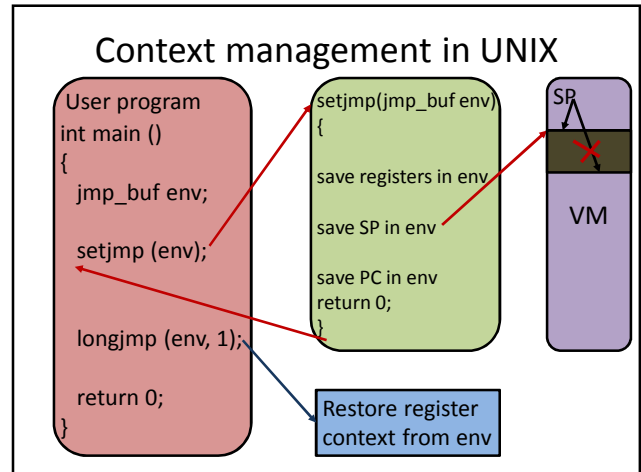 Context management in UNIX
User program
int main ()
{
jmp_buf env;
setjmp (env);
longjmp (env, 1);
return 0;
}
setjmp(jmp_buf env)
{
save registers in env
save SP in env
save PC in env
return 0;
}
SP
VM
Restore register
context from env